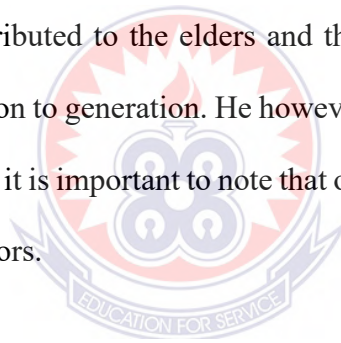 ributed to the elders and th
on to generation. He howev
it is important to note that o
ors.
EDUCATION FOR SERVICE